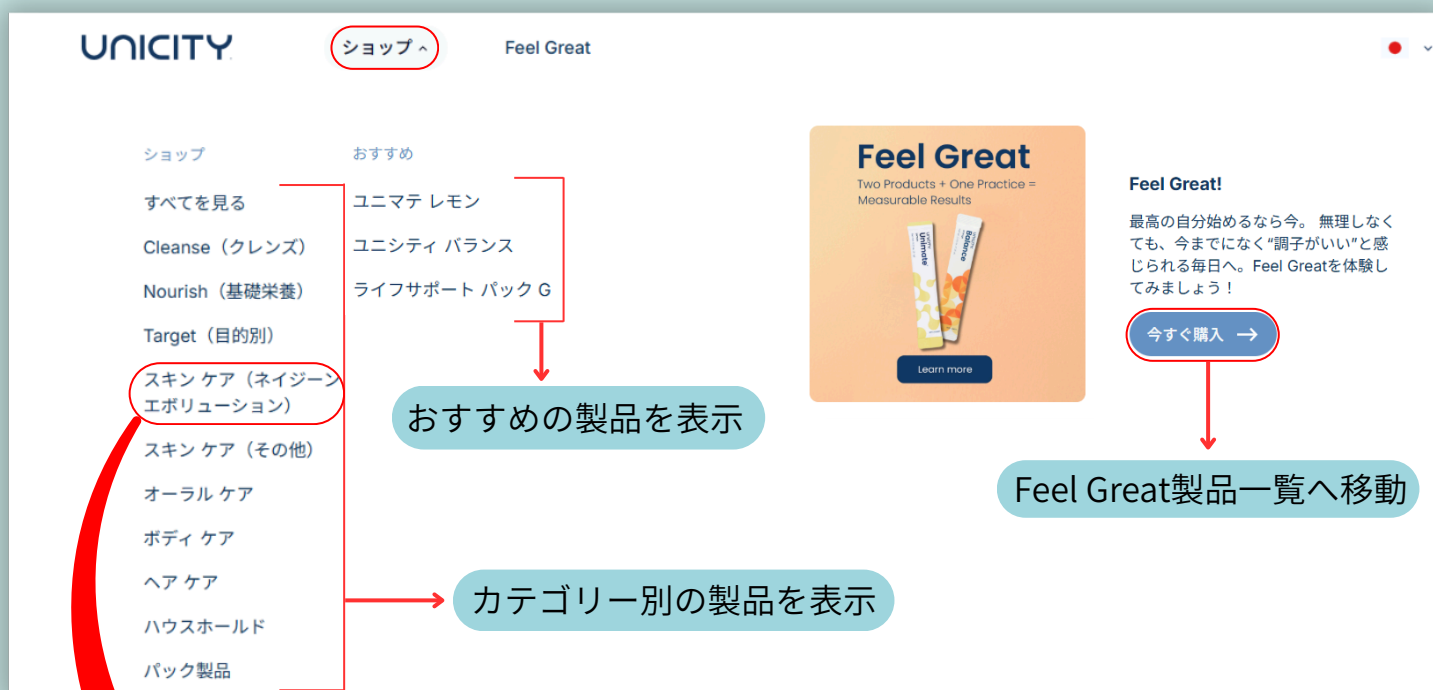 UNICITY
ショップ
Feel Great
ショップ
すべてを見る
Cleanse（クレンズ）
Nourish（基礎栄養）
Target（目的別）
スキン ケア（ネイジーン
エボリューション）
スキン ケア（その他）
オーラル ケア
ボディ ケア
ヘア ケア
ハウスホールド
パック製品
おすすめ
ユニマテ レモン
ユニシティ バランス
ライフサポート パック G
おすすめの製品を表示
カテゴリー別の製品を表示
Feel Great
Two Products + One Practice =
Measurable Results
UNICITY
unimate
UNICITY
Balance
Learn more
Feel Great!
最高の自分始めるなら今。 無理しなく
ても、今までになく“調子がいい”と感
じられる毎日へ。Feel Greatを体験し
てみましょう！
今すぐ購入
Feel Great製品一覧へ移動